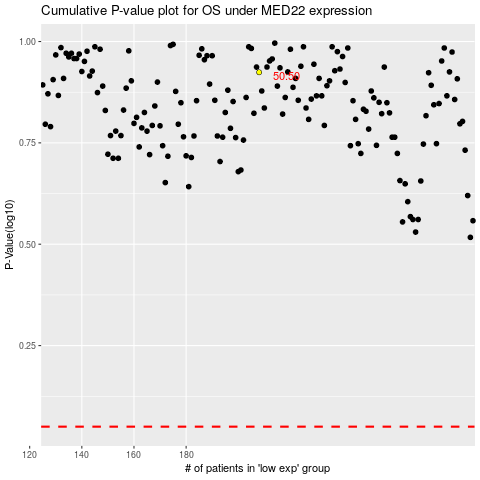 Cumulative P-value plot for OS under MED22 expression
P-Value(log10)
1.00
0.75
0.50
0.25
50:50
120 140 160 180
# of patients in 'low exp' group